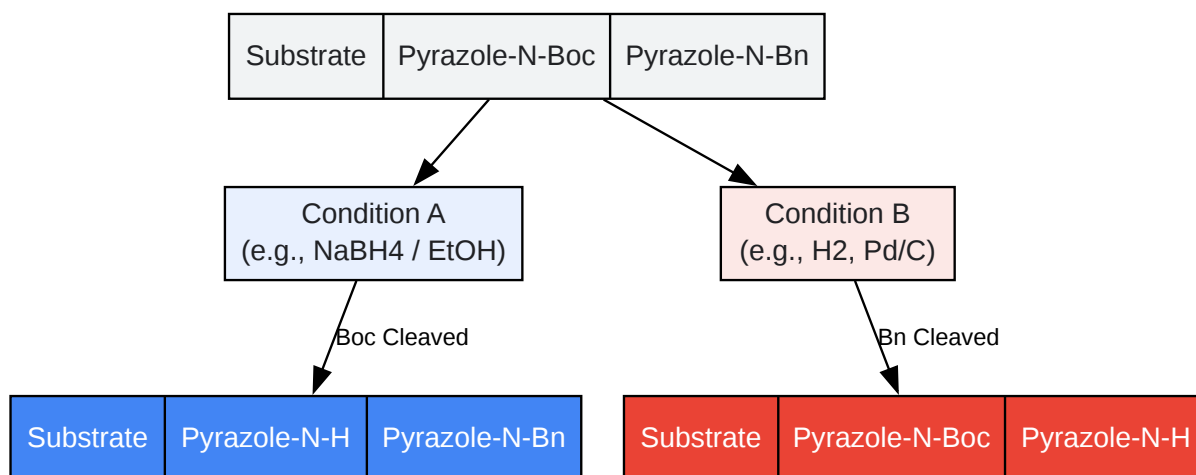 Substrate
Pyrazole-N-Boc
Pyrazole-N-Bn
Condition A
(e.g., NaBH4 / EtOH)
Condition B
(e.g., H2, Pd/C)
Boc Cleaved
Bn Cleaved
Substrate
Pyrazole-N-H
Pyrazole-N-Bn
Substrate
Pyrazole-N-Boc
Pyrazole-N-H